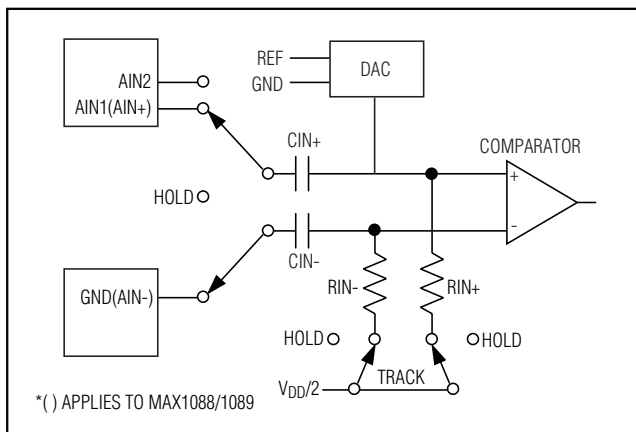 REF
GND
DAC
AIN2
AIN1(AIN+)
CIN+
COMPARATOR
+
-
HOLD
CIN-
GND(AIN-)
RIN-
RIN+
HOLD
HOLD
VDD/2
TRACK
*( ) APPLIES TO MAX1088/1089